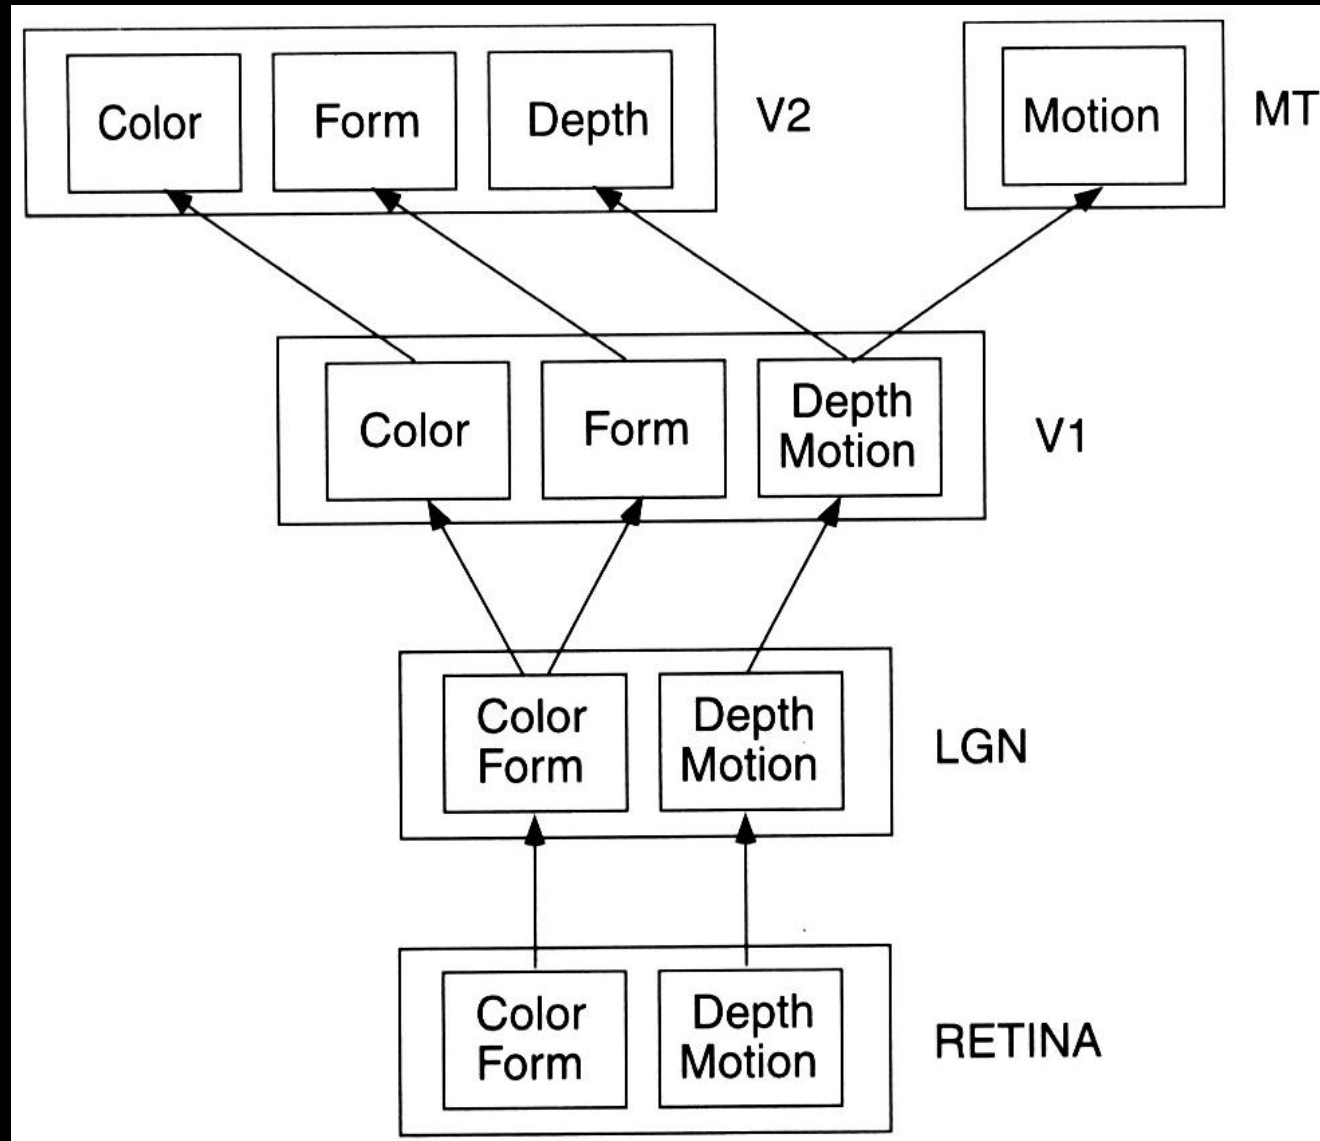 Color
Form
Depth
V2
Motion
MT
Color
Form
Depth
Motion
V1
Color
Form
Depth
Motion
LGN
Color
Form
Depth
Motion
RETINA